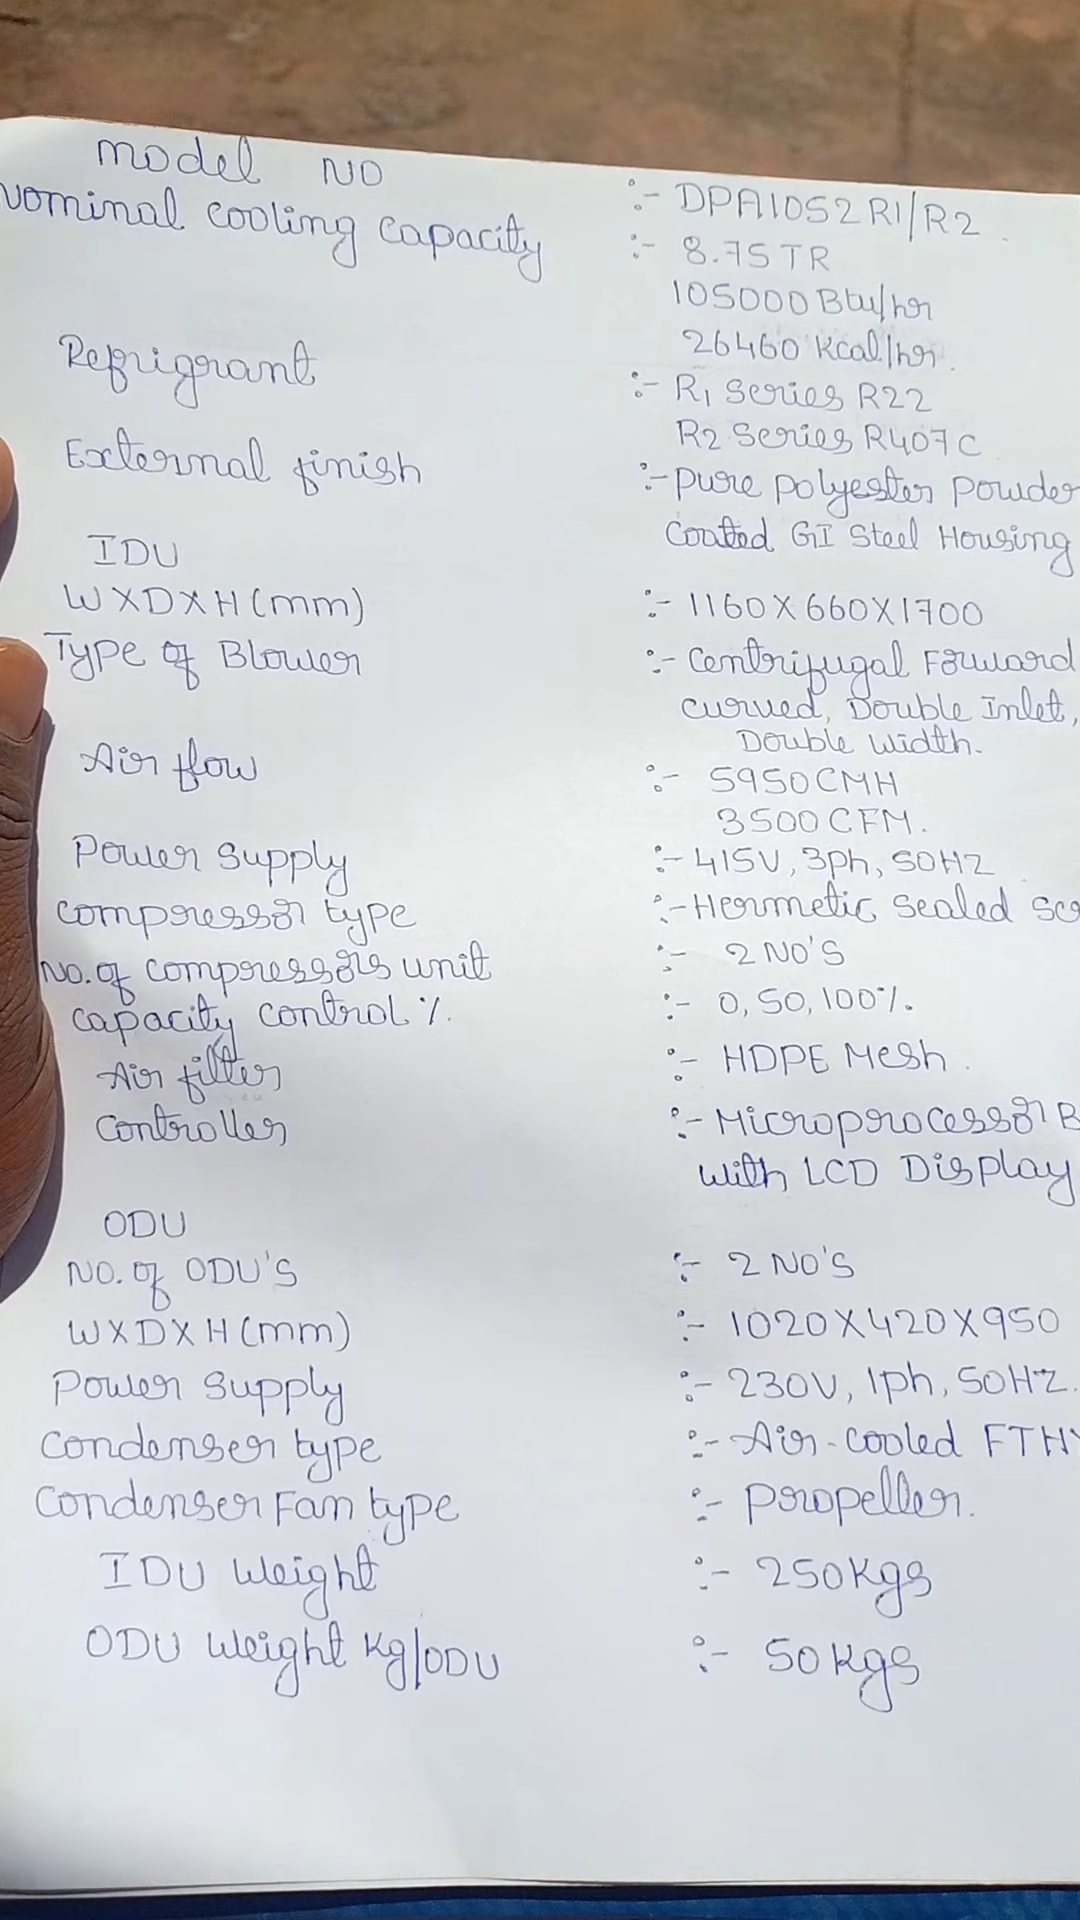 Model NO :- DPA1052R1/R2
Nominal cooling capacity :- 8.75TR
105000 Btu/hr
26460 Kcal/hr.
Refrigrant :- R1 Series R22
R2 Series R407C
External finish :- pure polyester Powder
Coated GI Steel Housing
IDU
WXDXH(mm) :- 1160X660X1700
Type of Blower :- Centrifugal Forward
curved, Double Inlet,
Double width.
Air flow :- 5950CMH
3500CFM.
Power supply :- 415V, 3ph, 50HZ
compressor type :- Hermetic sealed
No. of compressors unit :- 2 NO'S
capacity control % :- 0, 50, 100%.
Air filter :- HDPE Mesh.
Controller :- Microprocessor
with LCD Display
ODU
NO. of ODU'S :- 2 NO'S
WXDXH(mm) :- 1020X420X950
Power supply :- 230V, 1ph, 50HZ.
Condenser type :- Air-cooled
Condenser Fan type :- Propeller.
IDU Weight :- 250kgs
ODU Weight kg/ODU :- 50kgs